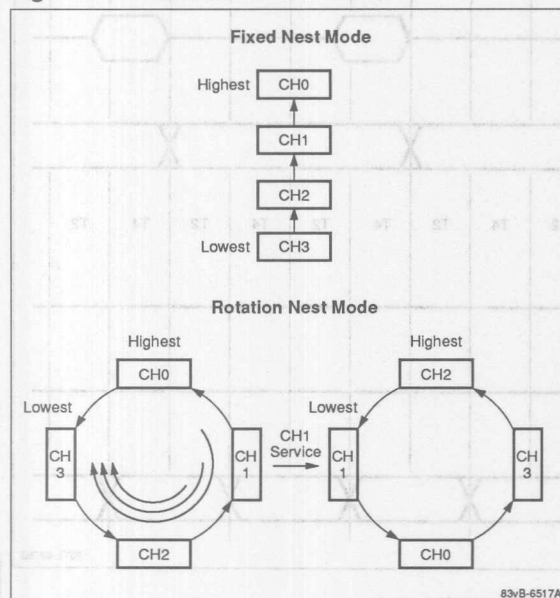 Fixed Nest Mode
Highest CH0
CH1
CH2
Lowest CH3
Rotation Nest Mode
Highest
Highest
CH0
CH2
Lowest
Lowest
CH
3
CH
1
CH1
Service
CH
1
CH
3
CH2
CH0
83vB-6517A